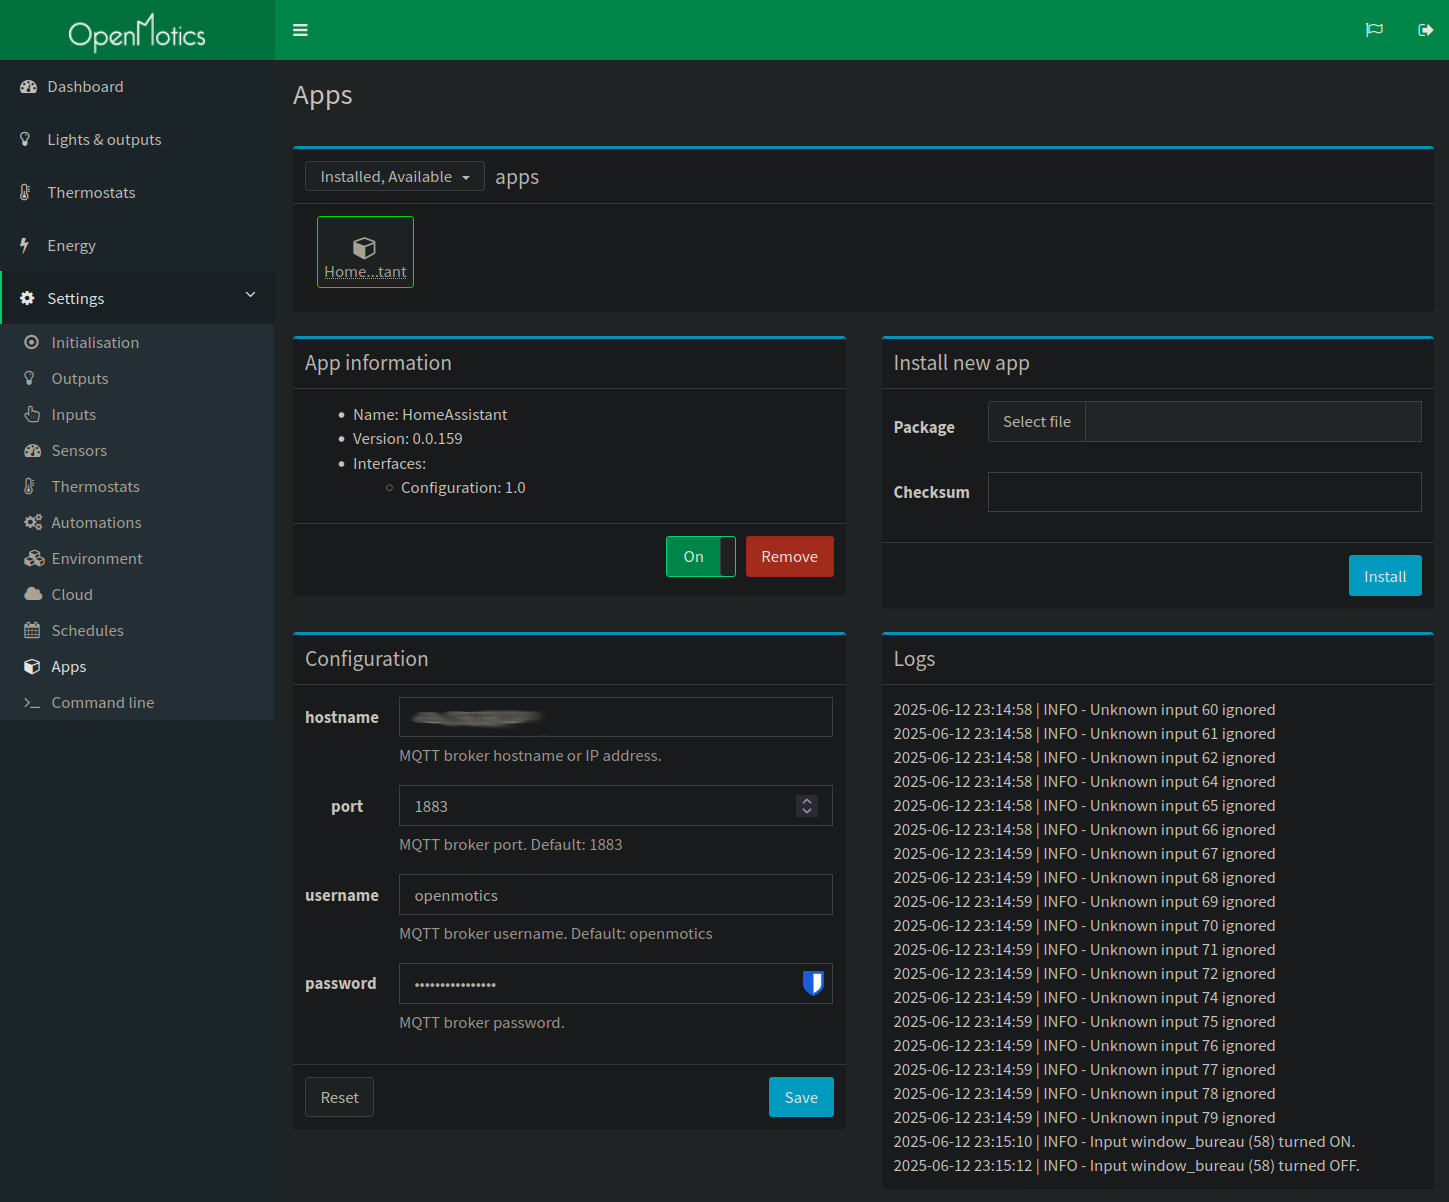 OpenMotics
Dashboard
Lights & outputs
Thermostats
Energy
Settings
Initialisation
Outputs
Inputs
Sensors
Thermostats
Automations
Environment
Cloud
Schedules
Apps
Command line
Apps
Installed, Available apps
Home...tant
App information
Name: HomeAssistant
Version: 0.0.159
Interfaces:
Configuration: 1.0
On Remove
Install new app
Package Select file
Checksum
Install
Configuration
hostname
MQTT broker hostname or IP address.
port 1883
MQTT broker port. Default: 1883
username openmotics
MQTT broker username. Default: openmotics
password ••••••••••••••••
MQTT broker password.
Reset Save
Logs
2025-06-12 23:14:58 | INFO - Unknown input 60 ignored
2025-06-12 23:14:58 | INFO - Unknown input 61 ignored
2025-06-12 23:14:58 | INFO - Unknown input 62 ignored
2025-06-12 23:14:58 | INFO - Unknown input 64 ignored
2025-06-12 23:14:58 | INFO - Unknown input 65 ignored
2025-06-12 23:14:58 | INFO - Unknown input 66 ignored
2025-06-12 23:14:59 | INFO - Unknown input 67 ignored
2025-06-12 23:14:59 | INFO - Unknown input 68 ignored
2025-06-12 23:14:59 | INFO - Unknown input 69 ignored
2025-06-12 23:14:59 | INFO - Unknown input 70 ignored
2025-06-12 23:14:59 | INFO - Unknown input 71 ignored
2025-06-12 23:14:59 | INFO - Unknown input 72 ignored
2025-06-12 23:14:59 | INFO - Unknown input 74 ignored
2025-06-12 23:14:59 | INFO - Unknown input 75 ignored
2025-06-12 23:14:59 | INFO - Unknown input 76 ignored
2025-06-12 23:14:59 | INFO - Unknown input 77 ignored
2025-06-12 23:14:59 | INFO - Unknown input 78 ignored
2025-06-12 23:14:59 | INFO - Unknown input 79 ignored
2025-06-12 23:15:10 | INFO - Input window_bureau (58) turned ON.
2025-06-12 23:15:12 | INFO - Input window_bureau (58) turned OFF.